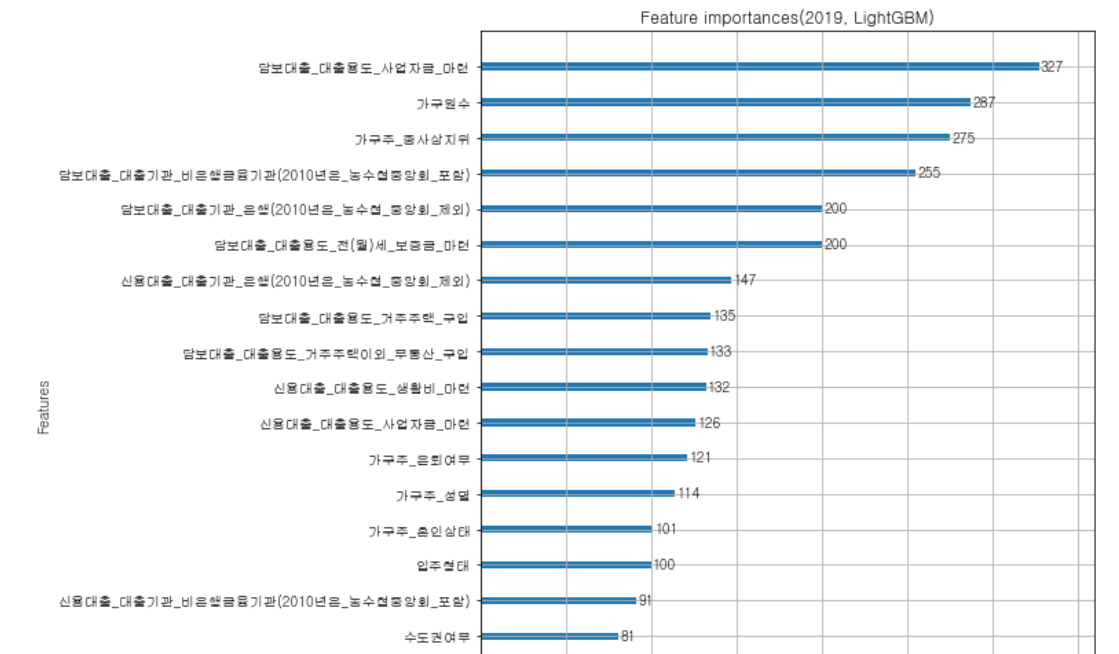 Feature importances(2019, LightGBM)
담보대출_대출용도_사업자금_마련 327
가구원수 287
가구주_종사상지위 275
담보대출_대출기관_비은행금융기관(2010년은_농수협중앙회_포함) 255
담보대출_대출기관_은행(2010년은_농수협_중앙회_제외) 200
담보대출_대출용도_전(월)세_보증금_마련 200
신용대출_대출기관_은행(2010년은_농수협_중앙회_제외) 147
담보대출_대출용도_거주주택_구입 135
담보대출_대출용도_거주주택이외_부동산_구입 133
신용대출_대출용도_생활비_마련 132
신용대출_대출용도_사업자금_마련 126
가구주_은퇴여부 121
가구주_성별 114
가구주_혼인상태 101
입주형태 100
신용대출_대출기관_비은행금융기관(2010년은_농수협중앙회_포함) 91
수도권여부 81
Features